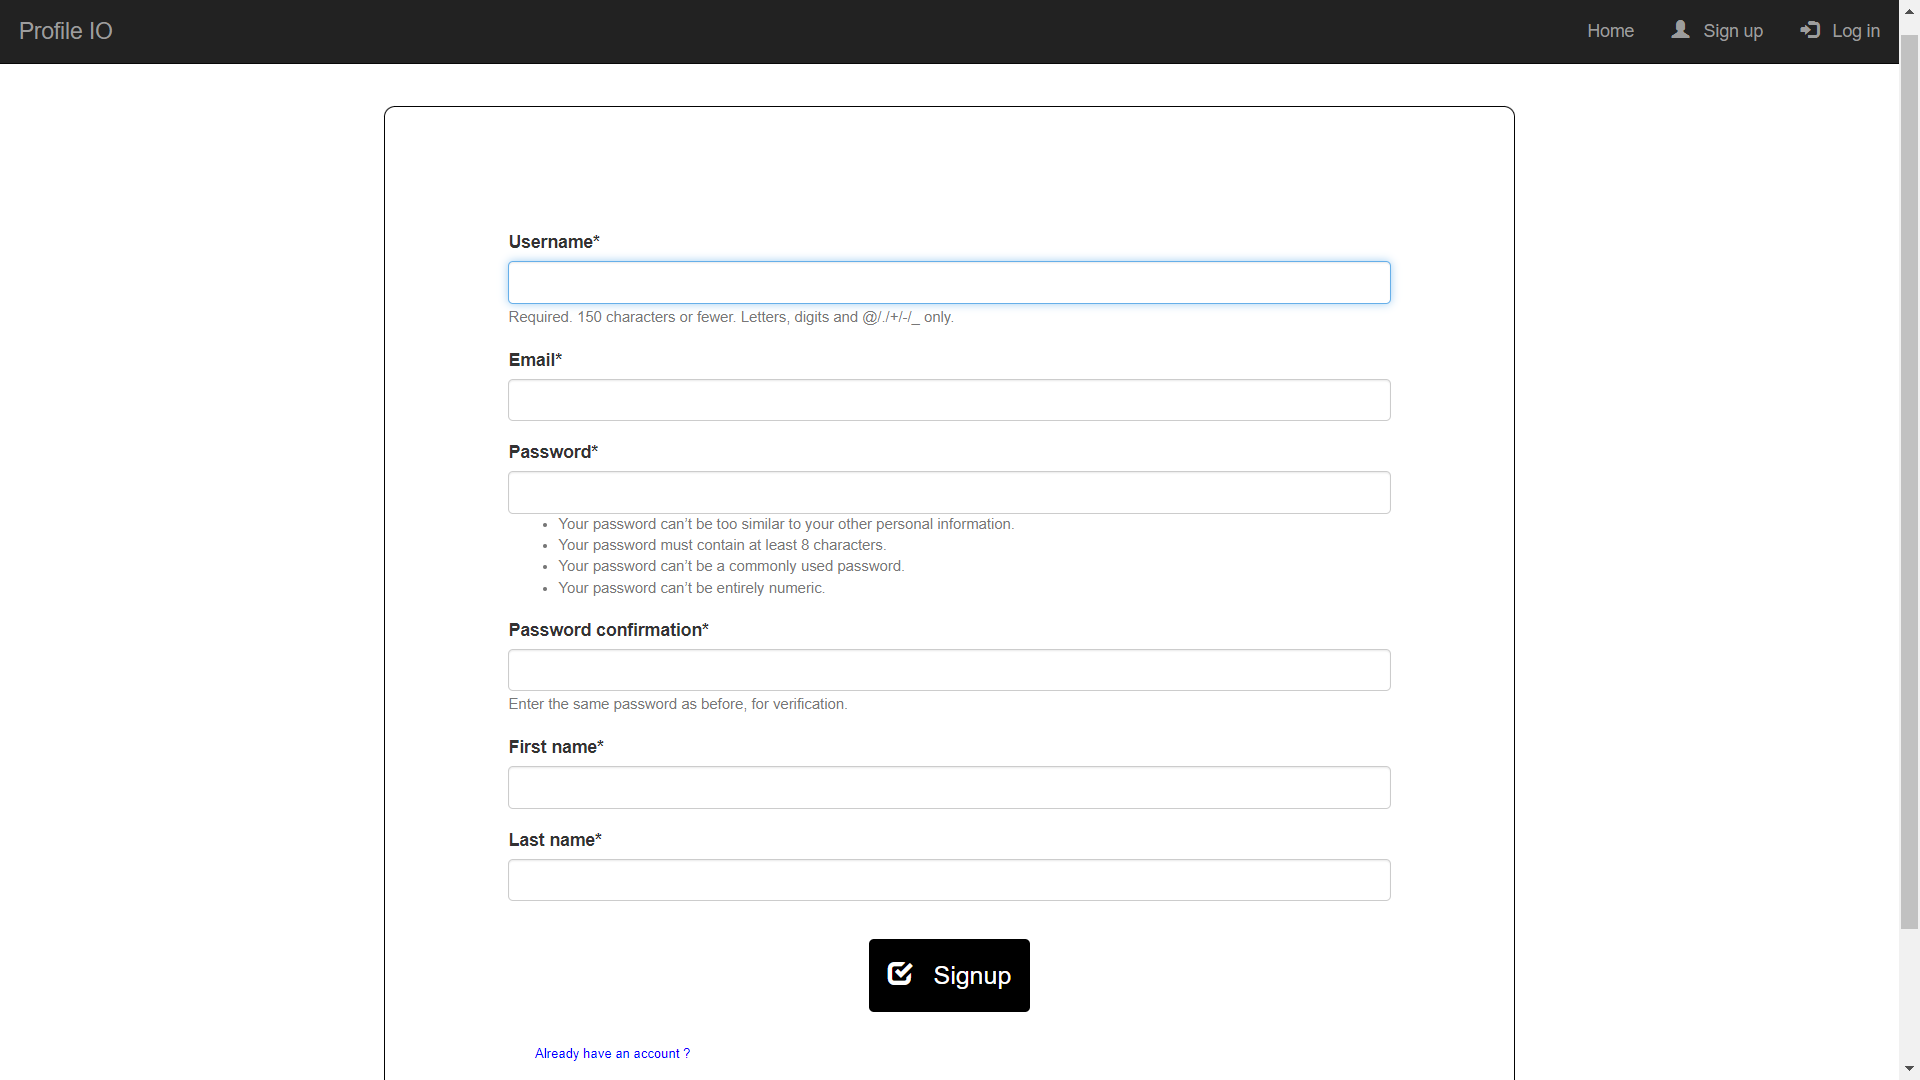 Profile IO
Home Sign up Log in
Username*
Required. 150 characters or fewer. Letters, digits and @/./+/-/_ only.
Email*
Password*
• Your password can’t be too similar to your other personal information.
• Your password must contain at least 8 characters.
• Your password can’t be a commonly used password.
• Your password can’t be entirely numeric.
Password confirmation*
Enter the same password as before, for verification.
First name*
Last name*
Signup
Already have an account ?